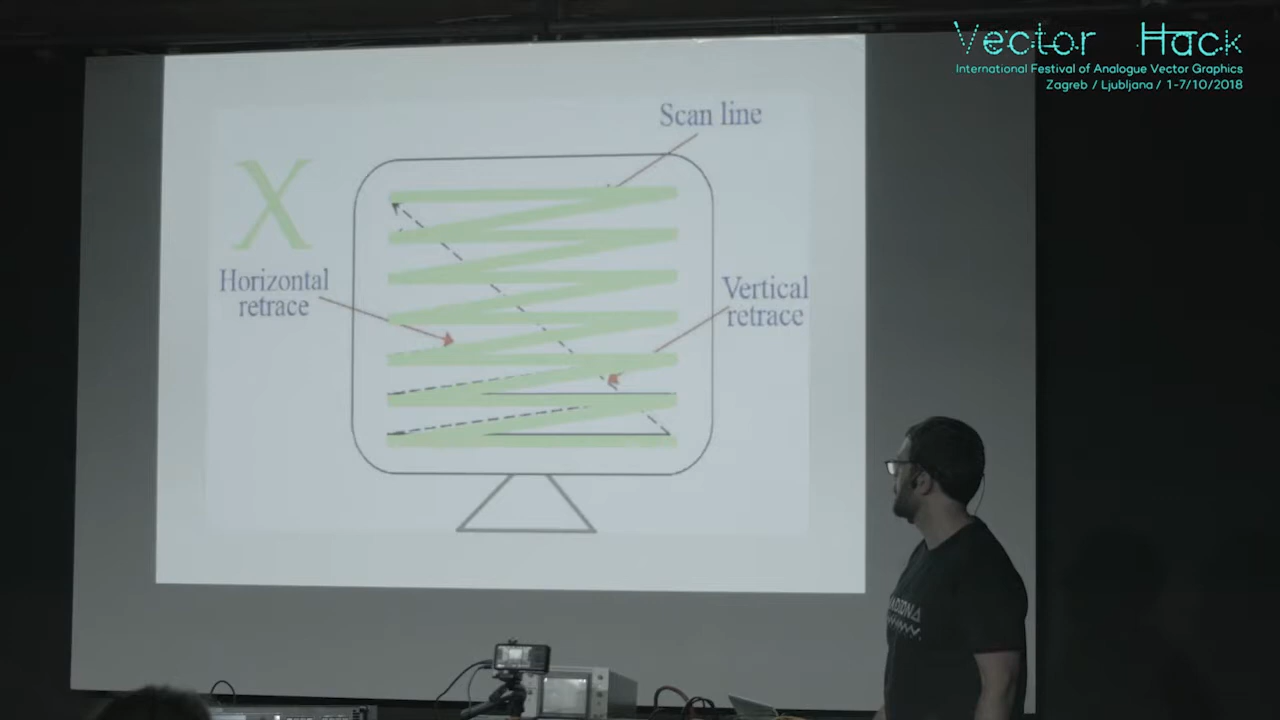 Vector Hack
International Festival of Analogue Vector Graphics
Zagreb / Ljubljana / 1-7/10/2018
Scan line
X
Horizontal
retrace
Vertical
retrace